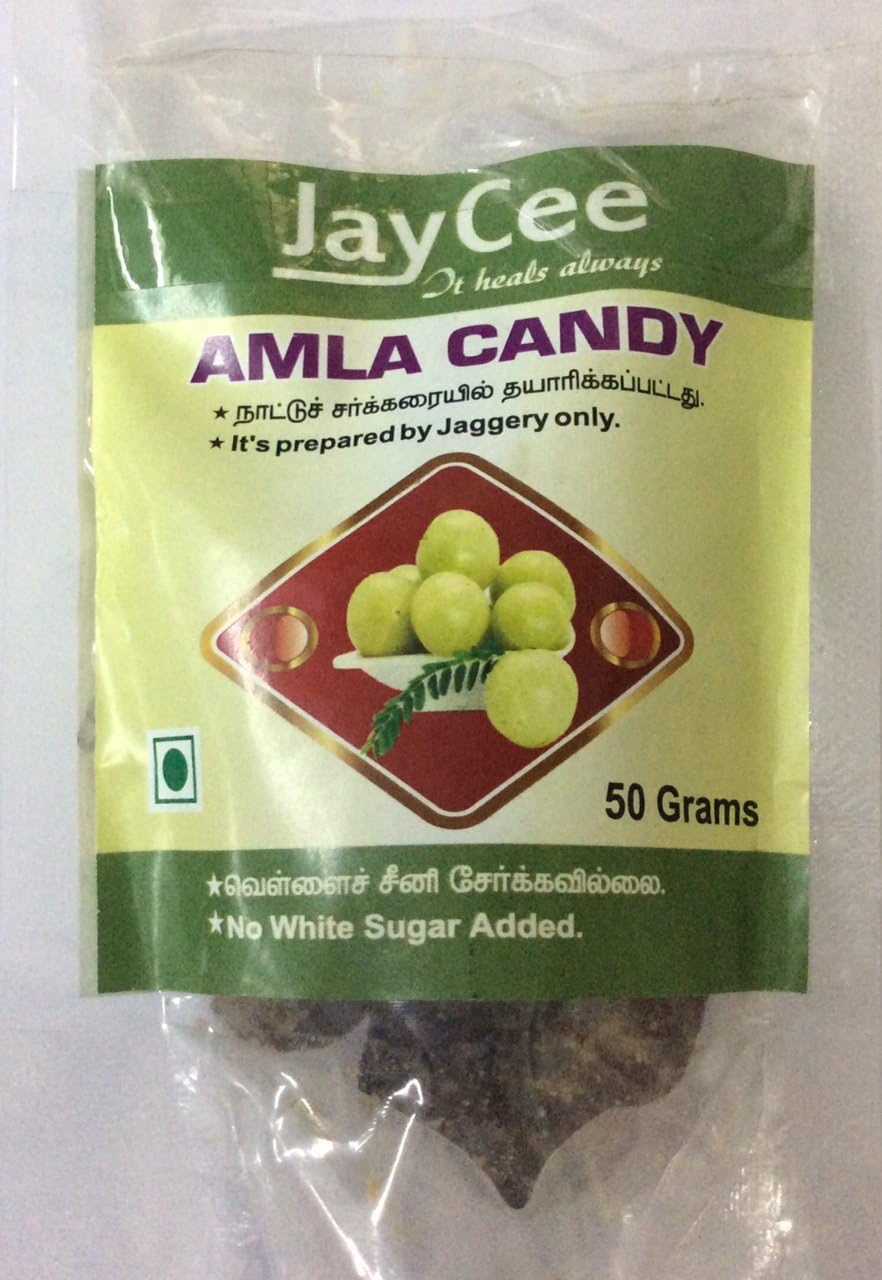 JayCee
It heals always
AMLA CANDY
★ நாட்டுச் சர்க்கரையில் தயாரிக்கப்பட்டது.
★ It's prepared by Jaggery only.
50 Grams
★வெள்ளைச் சீனி சேர்க்கவில்லை.
★No White Sugar Added.